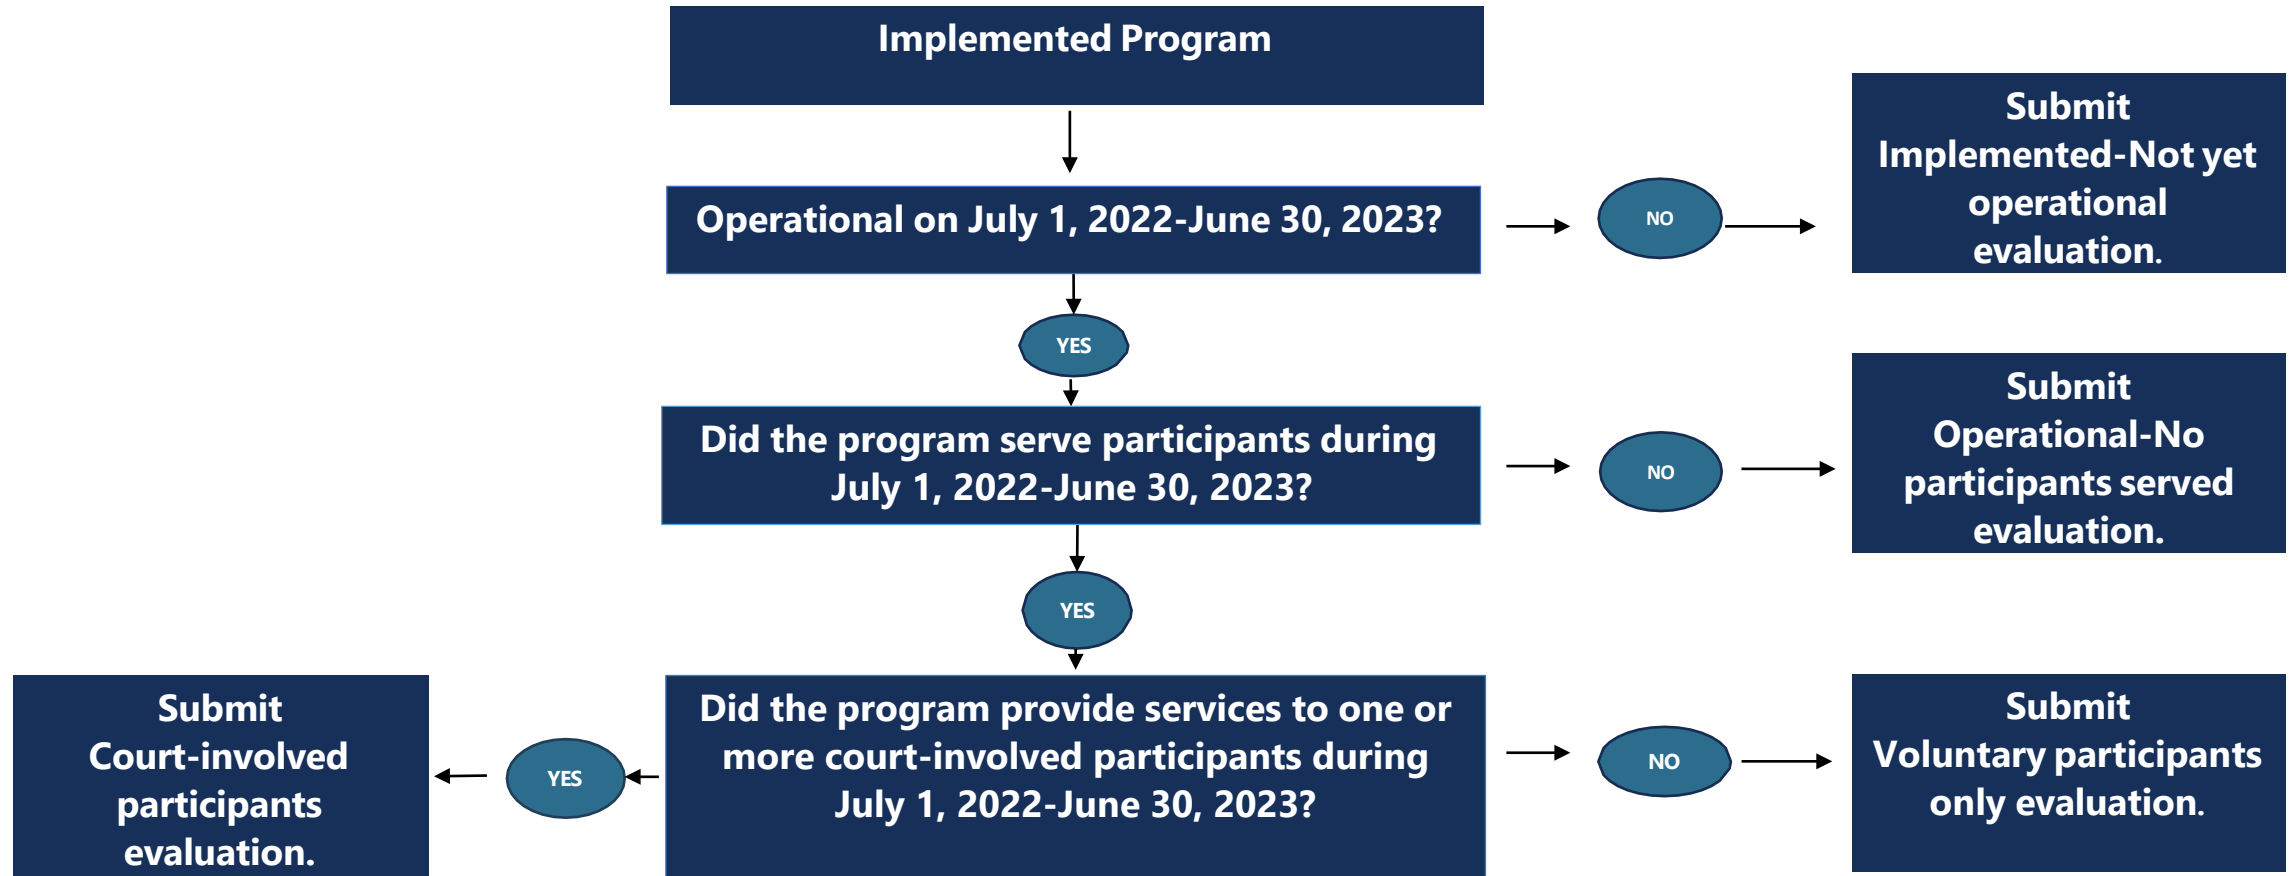 Implemented Program
Operational on July 1, 2022-June 30, 2023?
NO
Submit
Implemented-Not yet
operational
evaluation.
YES
Did the program serve participants during
July 1, 2022-June 30, 2023?
NO
Submit
Operational-No
participants served
evaluation.
YES
Did the program provide services to one or
more court-involved participants during
July 1, 2022-June 30, 2023?
YES
Submit
Court-involved
participants
evaluation.
NO
Submit
Voluntary participants
only evaluation.